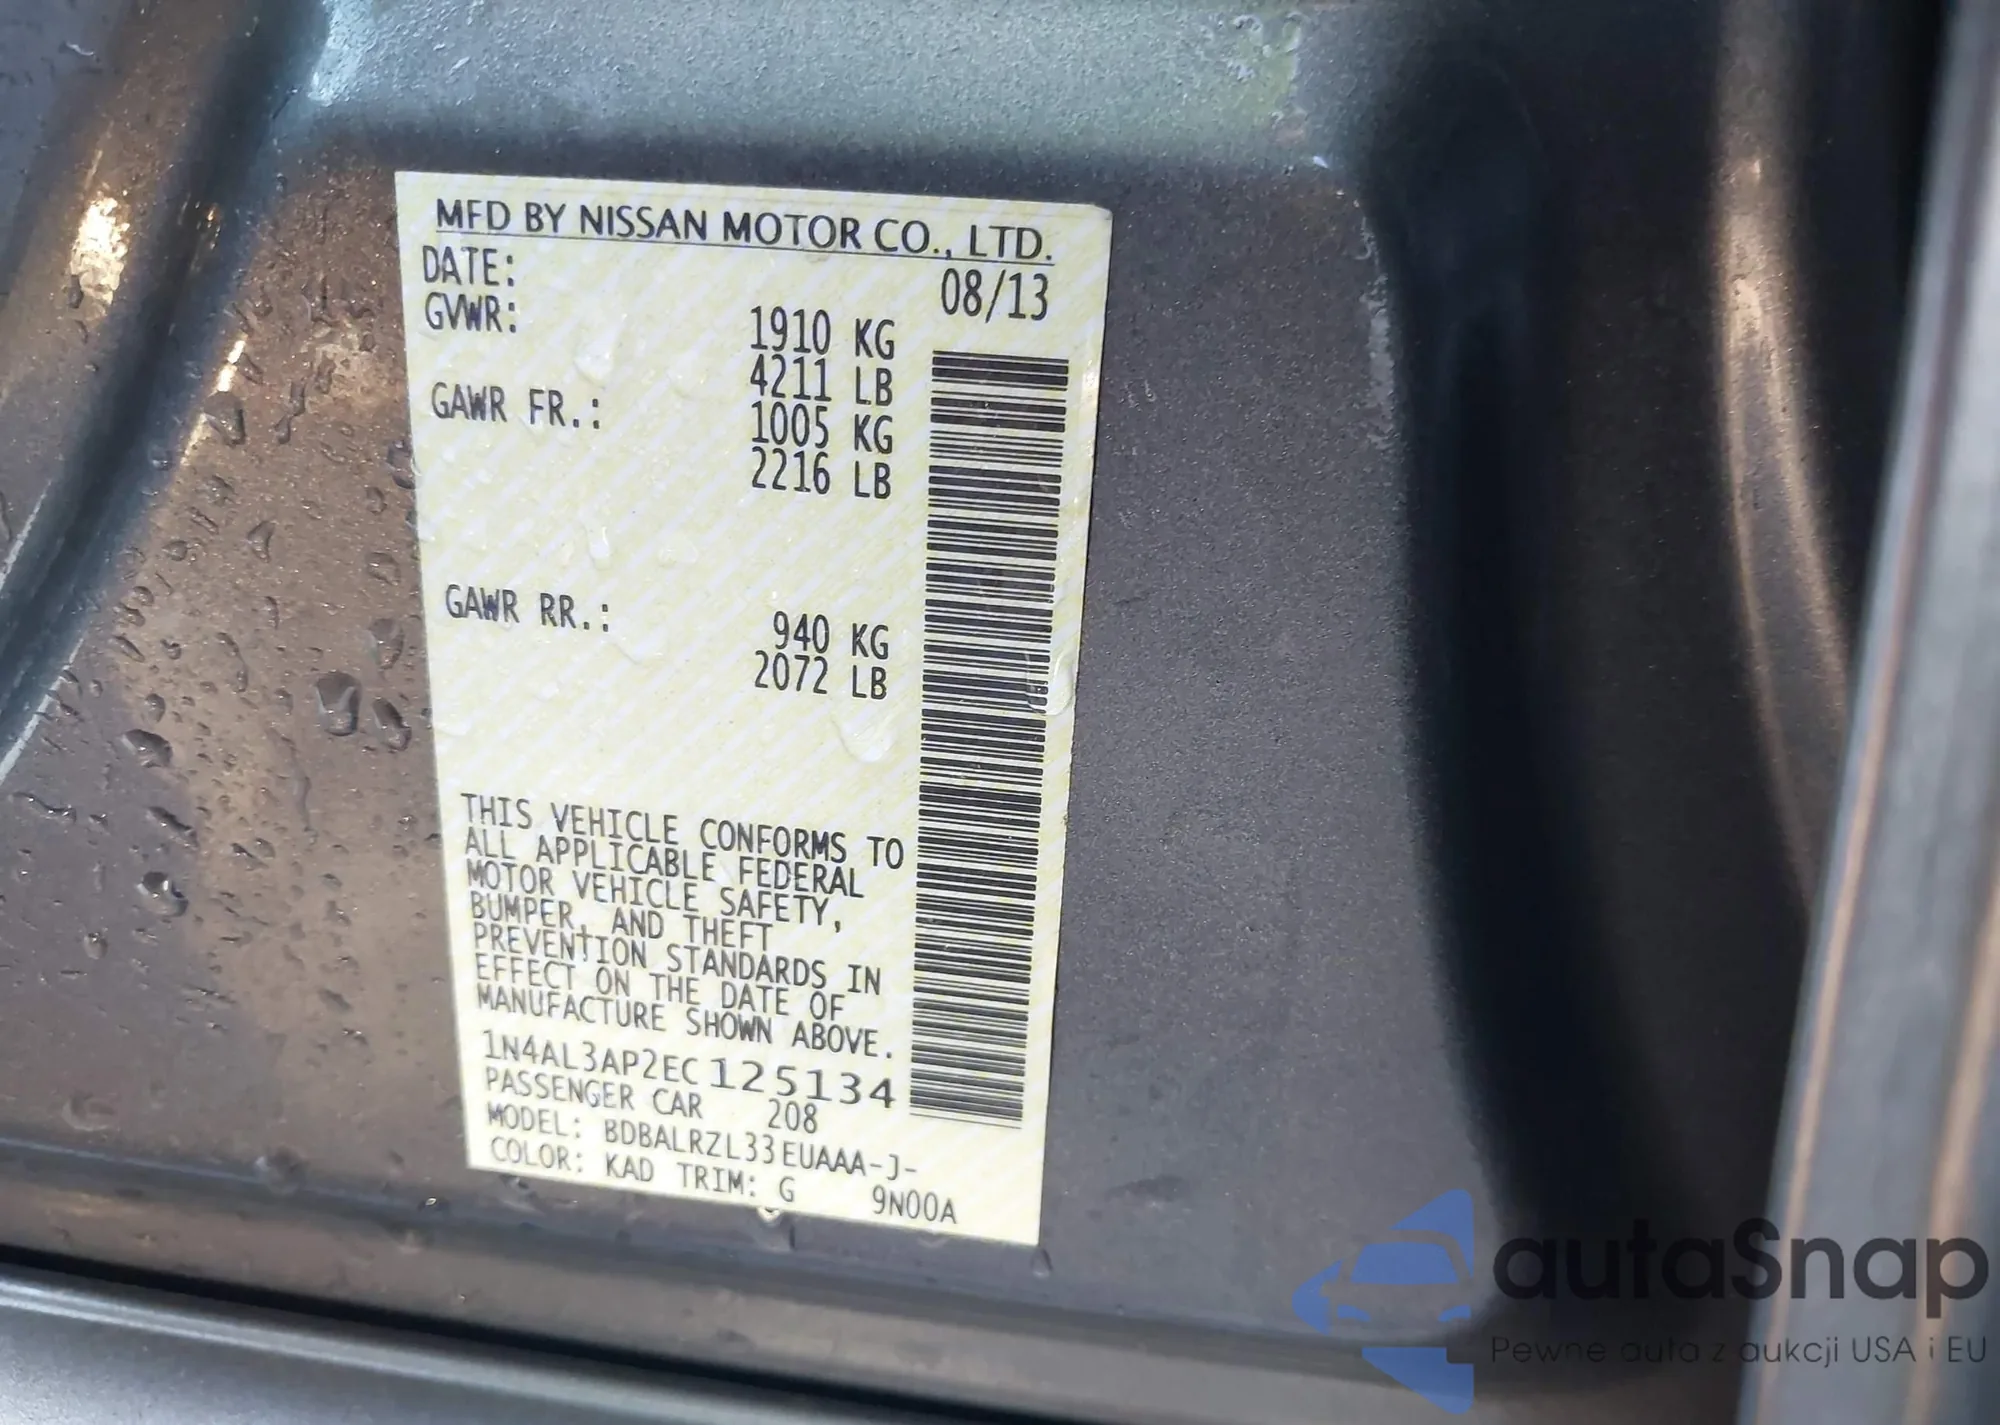 MFD BY NISSAN MOTOR CO., LTD.
DATE: 08/13
GVWR: 1910 KG
4211 LB
GAWR FR.: 1005 KG
2216 LB
GAWR RR.: 940 KG
2072 LB
THIS VEHICLE CONFORMS TO
ALL APPLICABLE FEDERAL
MOTOR VEHICLE SAFETY,
BUMPER, AND THEFT
PREVENTION STANDARDS IN
EFFECT ON THE DATE OF
MANUFACTURE SHOWN ABOVE.
1N4AL3AP2EC125134
PASSENGER CAR 208
MODEL: BDBALRZL33EUAAA-J-
COLOR: KAD TRIM: G 9N00A
autaSnap
Pewne auta z aukcji USA i EU